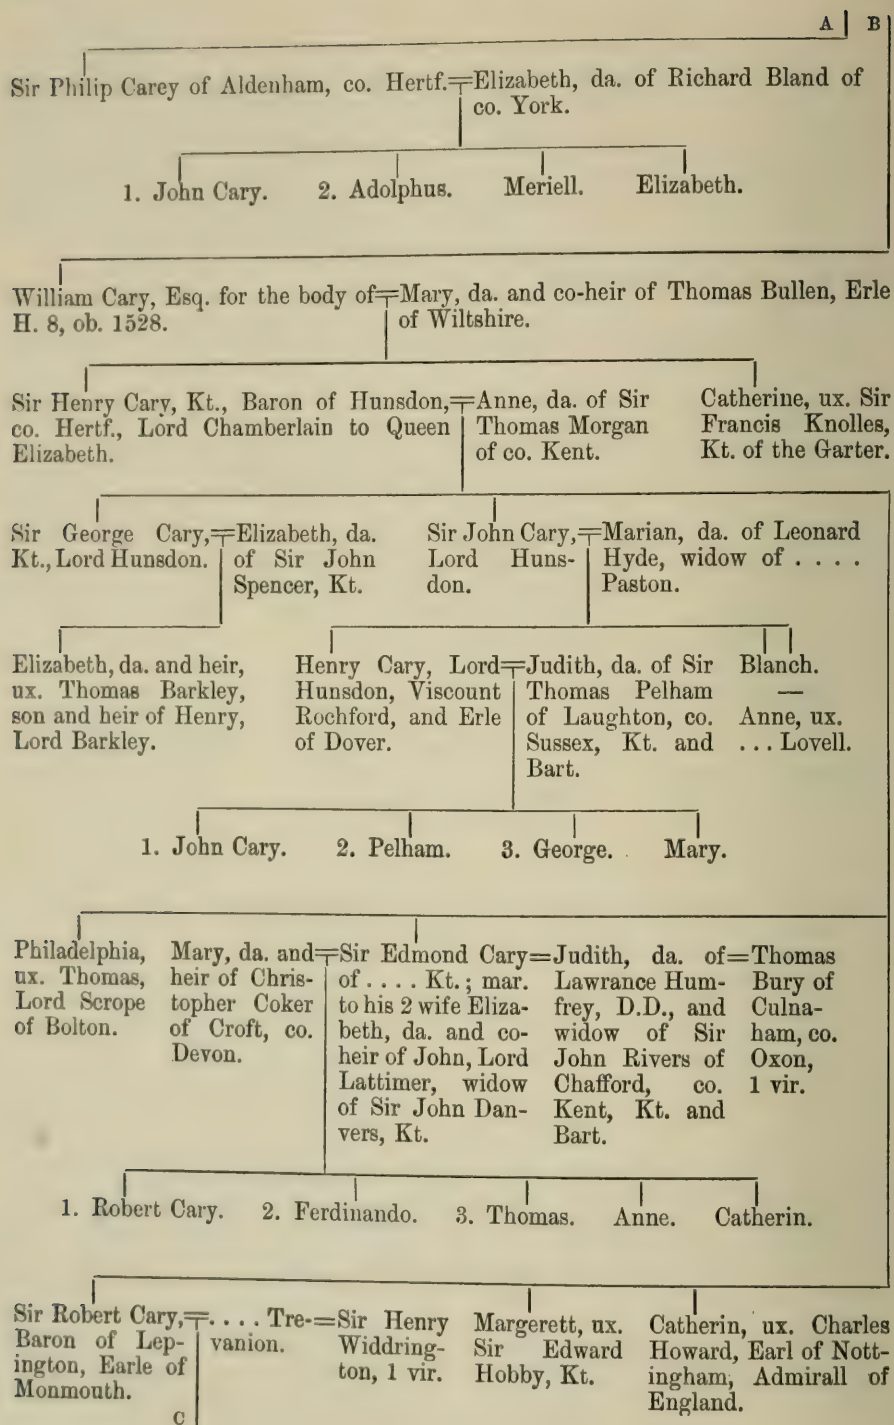 A B
Sir Philip Carey of Aldenham, co. Hertf.=Elizabeth, da. of Richard Bland of
co. York.
1. John Cary. 2. Adolphus. Meriell. Elizabeth.
William Cary, Esq. for the body of=Mary, da. and co-heir of Thomas Bullen, Erle
H. 8, ob. 1528. of Wiltshire.
Sir Henry Cary, Kt., Baron of Hunsdon,=Anne, da. of Sir
co. Hertf., Lord Chamberlain to Queen Thomas Morgan
Elizabeth. of co. Kent.
Catherine, ux. Sir
Francis Knolles,
Kt. of the Garter.
Sir George Cary,=Elizabeth, da.
Kt., Lord Hunsdon. of Sir John
Spencer, Kt.
Sir John Cary,=Marian, da. of Leonard
Lord Huns- Hyde, widow of . . . .
don. Paston.
Elizabeth, da. and heir,
ux. Thomas Barkley,
son and heir of Henry,
Lord Barkley.
Henry Cary, Lord=Judith, da. of Sir
Hunsdon, Viscount Thomas Pelham
Rochford, and Erle of Laughton, co.
of Dover. Sussex, Kt. and
Bart.
Blanch.
—
Anne, ux.
. . . Lovell.
1. John Cary. 2. Pelham. 3. George. Mary.
Philadelphia,
ux. Thomas,
Lord Scrope
of Bolton.
Mary, da. and=
heir of Chris-
topher Coker
of Croft, co.
Devon.
Sir Edmond Cary=
of . . . . Kt.; mar.
to his 2 wife Eliza-
beth, da. and co-
heir of John, Lord
Lattimer, widow
of Sir John Dan-
vers, Kt.
Judith, da. of=
Lawrance Hum-
frey, D.D., and
widow of Sir
John Rivers of
Chafford, co.
Kent, Kt. and
Bart.
Thomas
Bury of
Culna-
ham, co.
Oxon,
1 vir.
1. Robert Cary. 2. Ferdinando. 3. Thomas. Anne. Catherin.
Sir Robert Cary,=
Baron of Lep-
ington, Earle of
Monmouth.
. . . . Tre-=
vanion.
Sir Henry
Widdring-
ton, 1 vir.
Margerett, ux.
Sir Edward
Hobby, Kt.
Catherin, ux. Charles
Howard, Earl of Nott-
ingham, Admirall of
England.
C